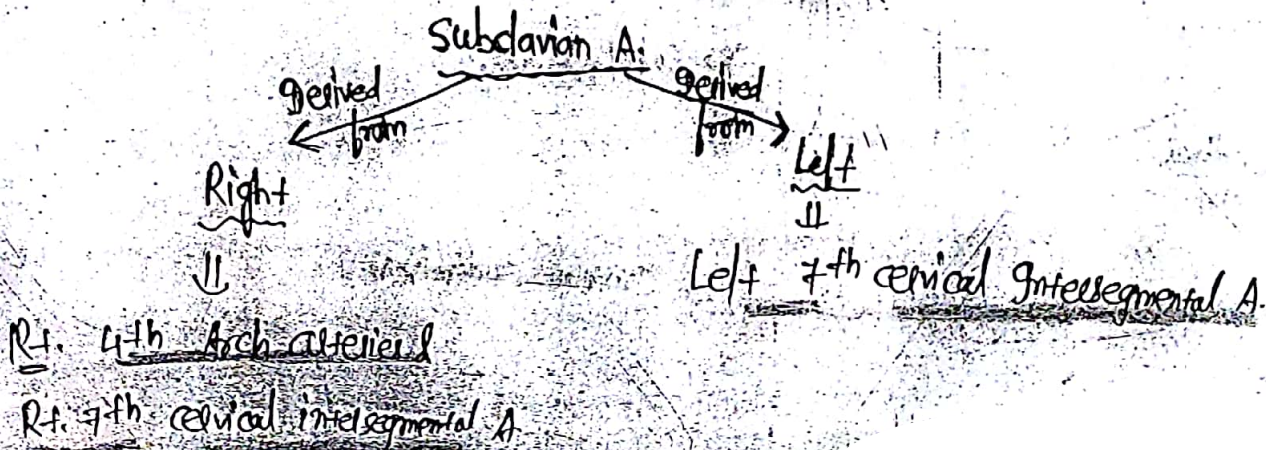 Subclavian A.
Derived from
Derived from
Right
Left
Left 7th cervical Intersegmental A.
Rt. 4th Arch arteries &
Rt. 7th cervical intersegmental A